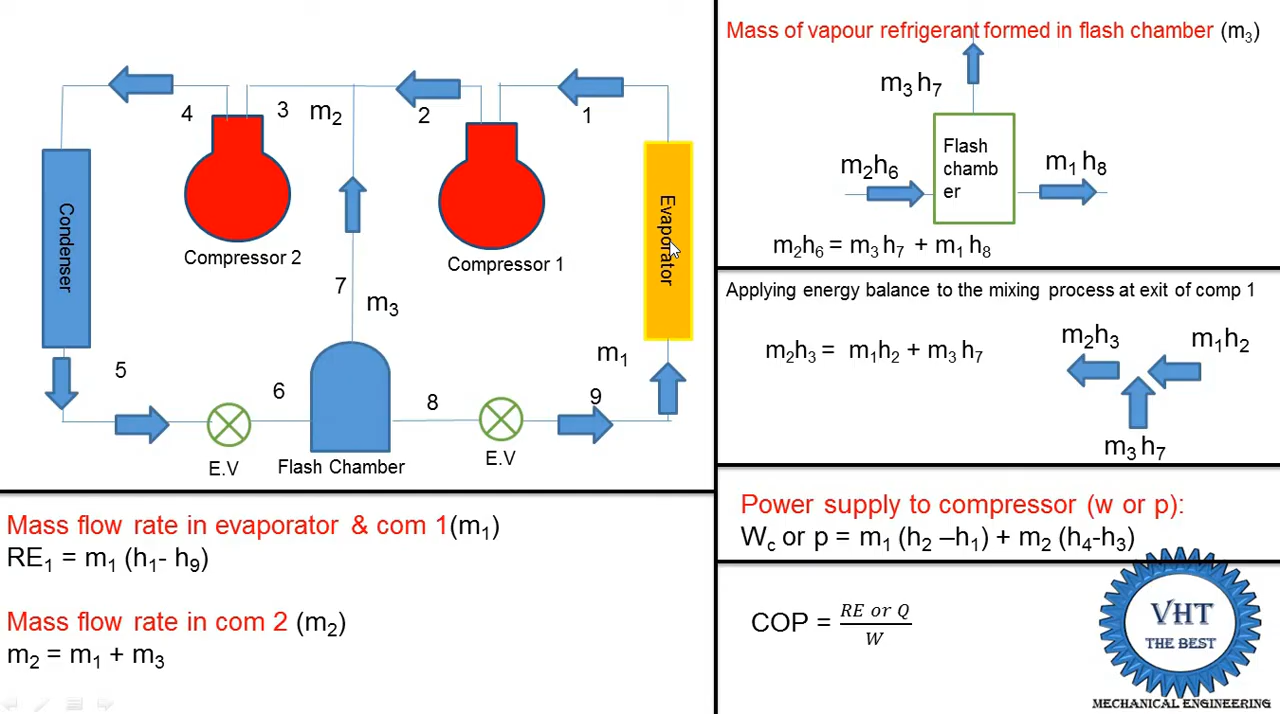 4
3
m₂
2
1
Condenser
Compressor 2
Compressor 1
Evaporator
7
m₃
m₁
5
6
8
9
E.V
Flash Chamber
E.V
Mass flow rate in evaporator & com 1(m₁)
RE₁ = m₁ (h₁- h₉)
Mass flow rate in com 2 (m₂)
m₂ = m₁ + m₃
Mass of vapour refrigerant formed in flash chamber (m₃)
m₃ h₇
m₂h₆
Flash
chamb
er
m₁ h₈
m₂h₆ = m₃ h₇ + m₁ h₈
Applying energy balance to the mixing process at exit of comp 1
m₂h₃ = m₁h₂ + m₃ h₇
m₂h₃
m₁h₂
m₃ h₇
Power supply to compressor (w or p):
W꜀ or p = m₁ (h₂ –h₁) + m₂ (h₄-h₃)
COP = RE or Q
W
VHT
THE BEST
MECHANICAL ENGINEERING